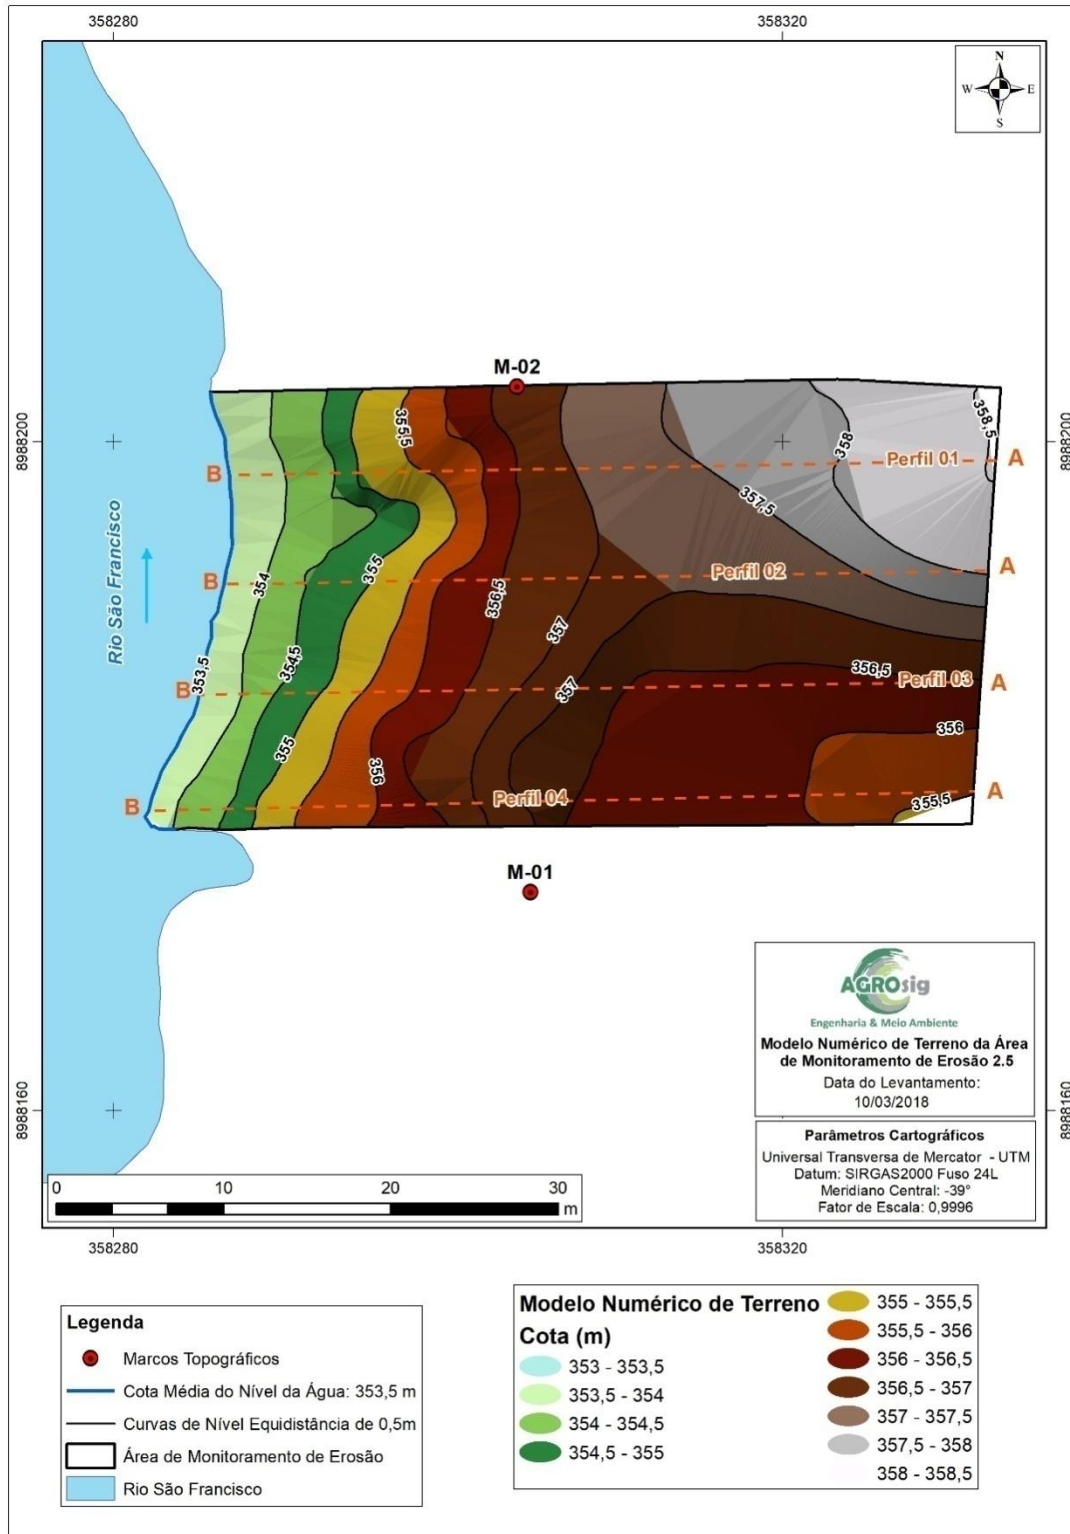 358280
358320
N
W
E
S
M-02
358,5
8988200
8988200
355,5
358
Perfil 01
A
B
357,5
Rio São Francisco
354
355
Perfil 02
A
B
356,5
357
354,5
353,5
B
357
356,5
Perfil 03
A
355
356
356
B
Perfil 04
355,5
A
M-01
AGROsig
Engenharia & Meio Ambiente
Modelo Numérico de Terreno da Área
de Monitoramento de Erosão 2.5
Data do Levantamento:
10/03/2018
8988160
8988160
Parâmetros Cartográficos
Universal Transversa de Mercator - UTM
Datum: SIRGAS2000 Fuso 24L
Meridiano Central: -39°
Fator de Escala: 0,9996
0 10 20 30
m
358280
358320
Legenda
Marcos Topográficos
Cota Média do Nível da Água: 353,5 m
Curvas de Nível Equidistância de 0,5m
Área de Monitoramento de Erosão
Rio São Francisco
Modelo Numérico de Terreno
Cota (m)
353 - 353,5
353,5 - 354
354 - 354,5
354,5 - 355
355 - 355,5
355,5 - 356
356 - 356,5
356,5 - 357
357 - 357,5
357,5 - 358
358 - 358,5